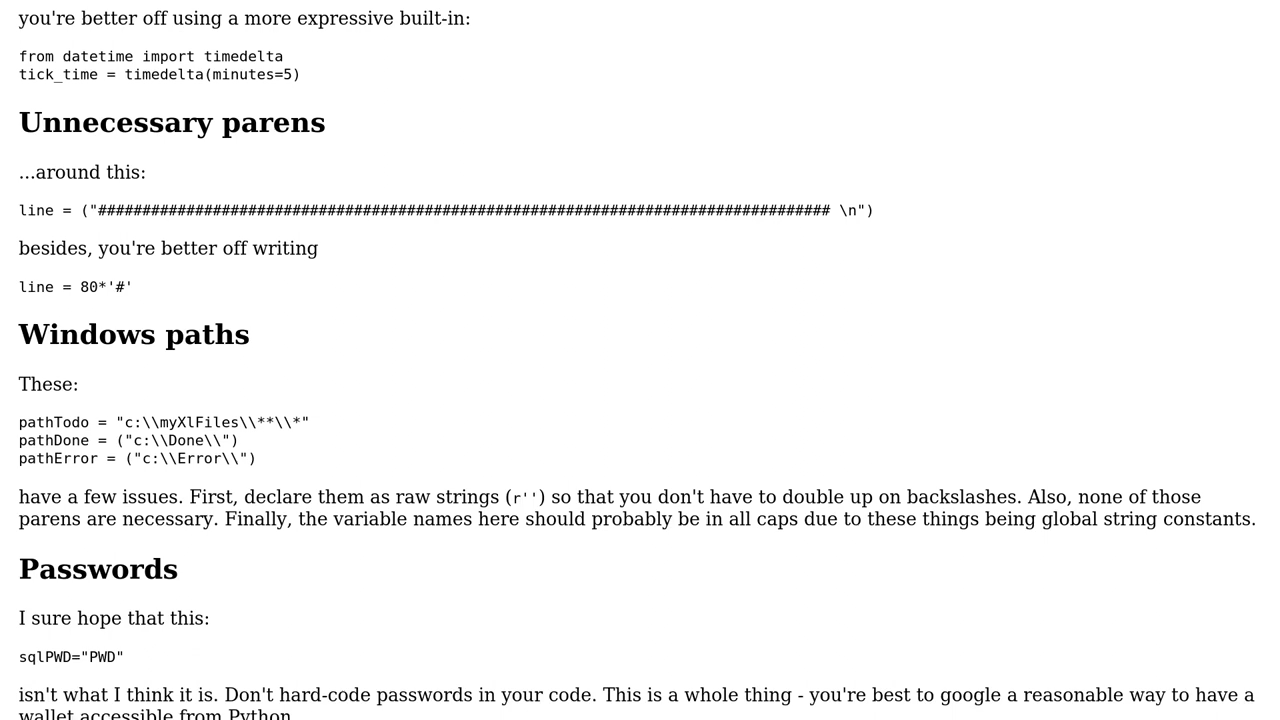 you're better off using a more expressive built-in:
from datetime import timedelta
tick_time = timedelta(minutes=5)
Unnecessary parens
...around this:
line = ("################################################################################### \n")
besides, you're better off writing
line = 80*'#'
Windows paths
These:
pathTodo = "c:\\myXlFiles\\**\\*"
pathDone = ("c:\\Done\\")
pathError = ("c:\\Error\\")
have a few issues. First, declare them as raw strings (r'') so that you don't have to double up on backslashes. Also, none of those
parens are necessary. Finally, the variable names here should probably be in all caps due to these things being global string constants.
Passwords
I sure hope that this:
sqlPWD="PWD"
isn't what I think it is. Don't hard-code passwords in your code. This is a whole thing - you're best to google a reasonable way to have a
wallet accessible from Python.